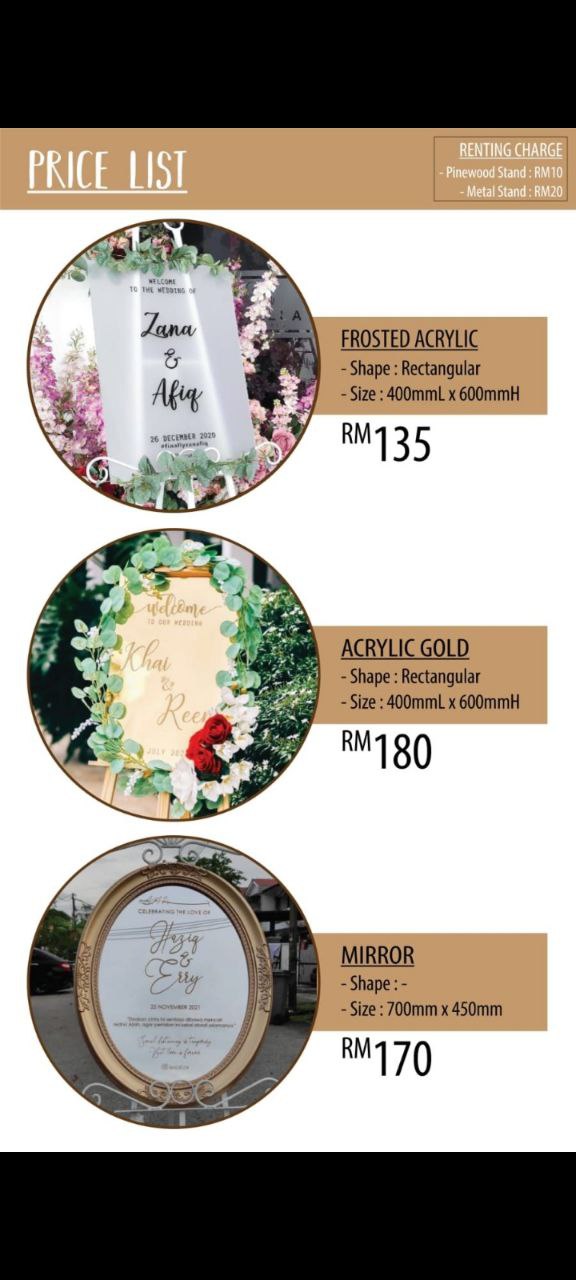 PRICE LIST
RENTING CHARGE
- Pinewood Stand : RM10
- Metal Stand : RM20
WELCOME
TO THE WEDDING OF
Zana
&
Afiq
26 DECEMBER 2020
FROSTED ACRYLIC
- Shape : Rectangular
- Size : 400mmL x 600mmH
RM135
welcome
TO OUR WEDDING
Khai
&
JULY
ACRYLIC GOLD
- Shape : Rectangular
- Size : 400mmL x 600mmH
RM180
CELEBRATING THE LOVE OF
Haziq
&
Erry
25 NOVEMBER 2021
MIRROR
- Shape : -
- Size : 700mm x 450mm
RM170